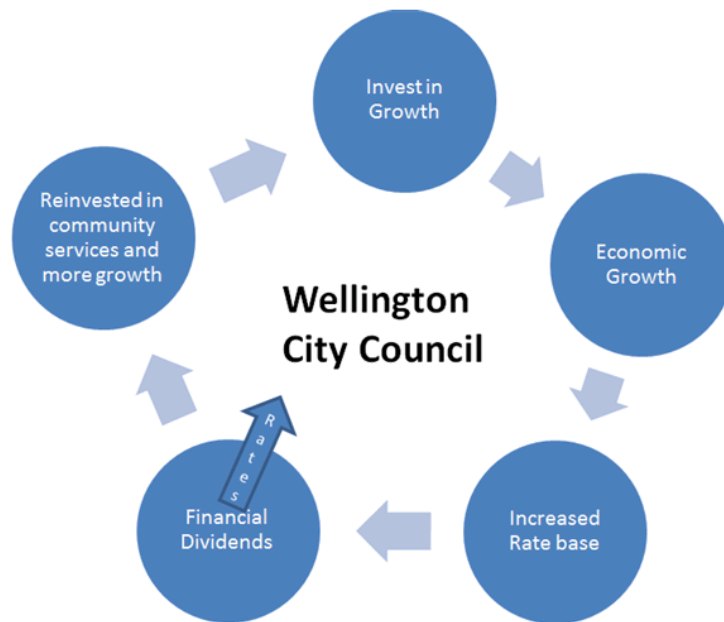 Invest in
Growth
Economic
Growth
Increased
Rate base
Financial
Dividends
Rates
Reinvested in
community
services and
more growth
Wellington
City Council